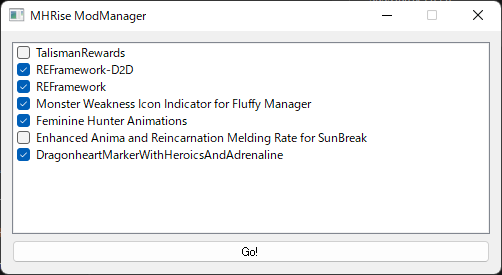 MHRise ModManager
TalismanRewards
REFramework-D2D
REFramework
Monster Weakness Icon Indicator for Fluffy Manager
Feminine Hunter Animations
Enhanced Anima and Reincarnation Melding Rate for SunBreak
DragonheartMarkerWithHeroicsAndAdrenaline
Go!